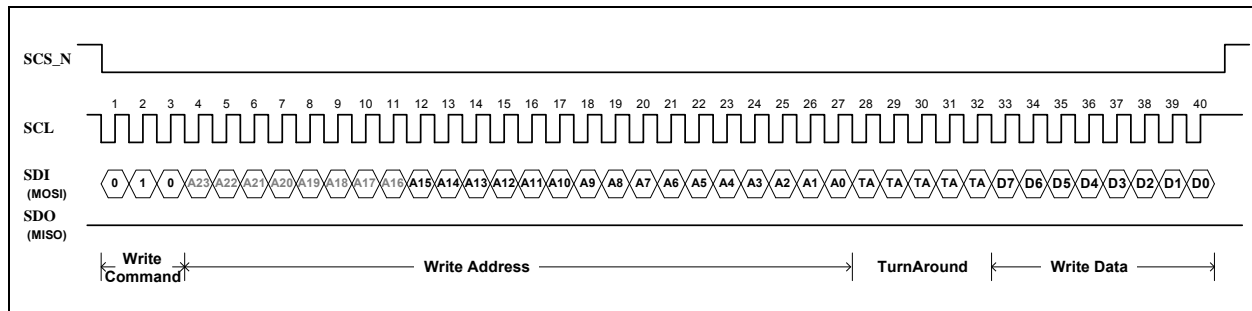 SCS_N
1 2 3 4 5 6 7 8 9 10 11 12 13 14 15 16 17 18 19 20 21 22 23 24 25 26 27 28 29 30 31 32 33 34 35 36 37 38 39 40
SCL
SDI
(MOSI)
0 1 0 A23 A22 A21 A20 A19 A18 A17 A16 A15 A14 A13 A12 A11 A10 A9 A8 A7 A6 A5 A4 A3 A2 A1 A0 TA TA TA TA TA D7 D6 D5 D4 D3 D2 D1 D0
SDO
(MISO)
Write
Command
Write Address
TurnAround
Write Data